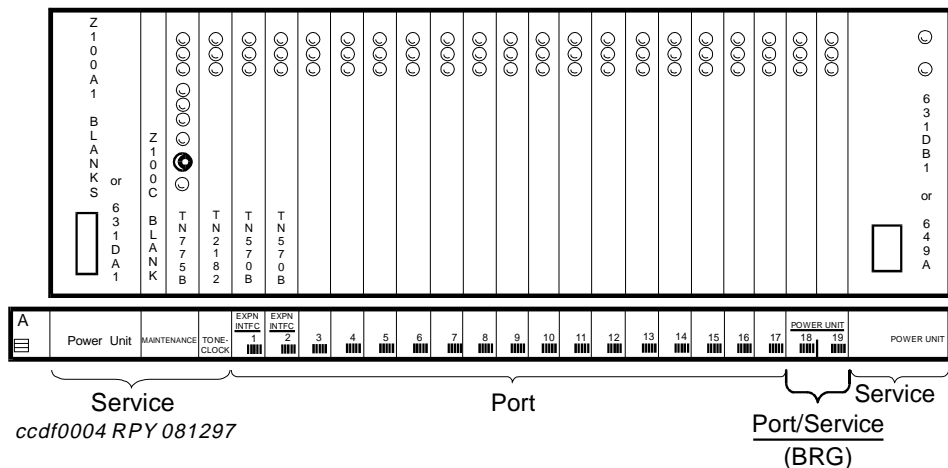 Z100A1 BLANKS
or
631DA1
Z100C BLANK
TN775B
TN2182
TN570B
TN570B
631DB1
or
649A
A
Power Unit
MAINTENANCE
TONE-
CLOCK
EXPN
INTFC
1
EXPN
INTFC
2
3
4
5
6
7
8
9
10
11
12
13
14
15
16
17
POWER UNIT
18
19
POWER UNIT
Service
Port
Port/Service
(BRG)
Service
ccdf0004 RPY 081297